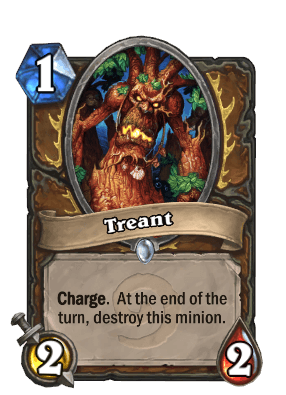 1
Treant
Charge. At the end of the
turn, destroy this minion.
2
2